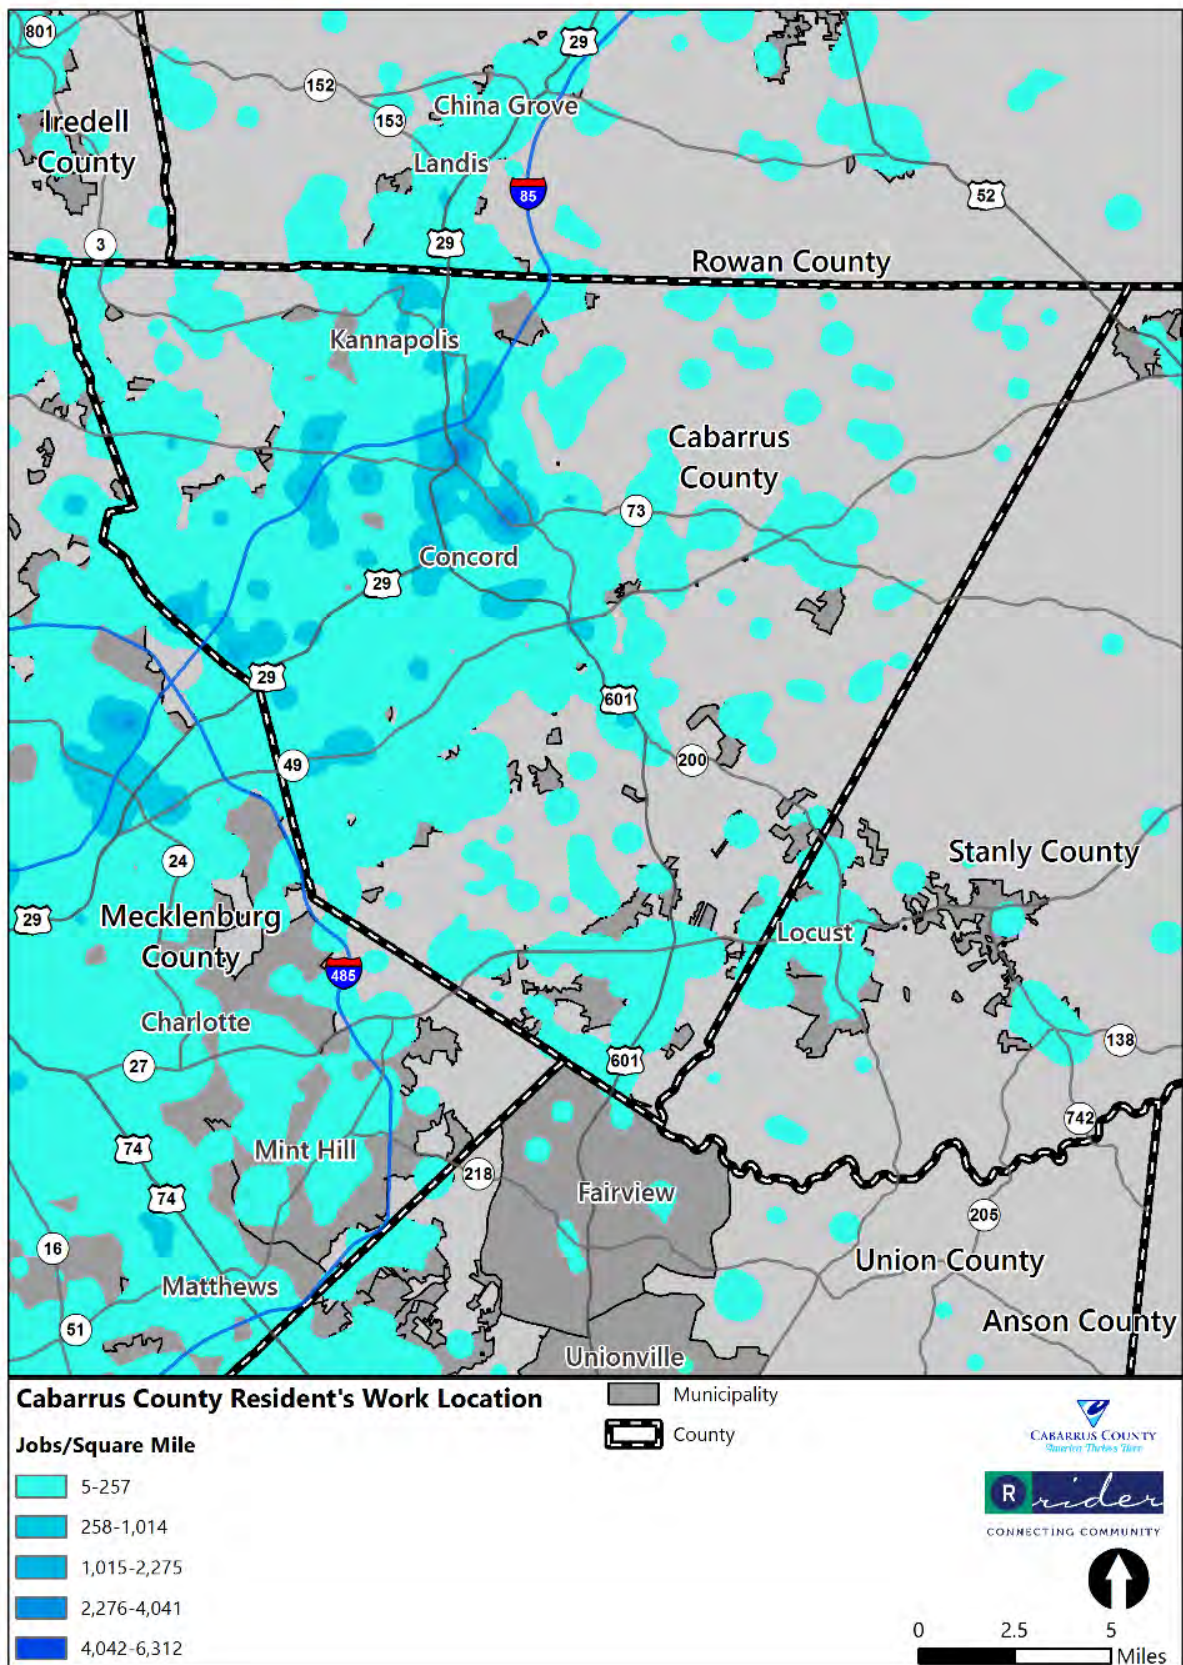 801
29
152
China Grove
Iredell
County
153
Landis
85
52
3
29
Rowan County
Kannapolis
Cabarrus
County
73
Concord
29
29
601
49
200
24
Stanly County
29
Mecklenburg
County
Locust
485
Charlotte
27
601
138
742
74
Mint Hill
218
74
Fairview
205
16
Union County
Matthews
51
Anson County
Unionville
Cabarrus County Resident's Work Location
Municipality
County
Jobs/Square Mile
5-257
258-1,014
1,015-2,275
2,276-4,041
4,042-6,312
CABARRUS COUNTY
America Thrives Here
R rider
CONNECTING COMMUNITY
0 2.5 5
Miles